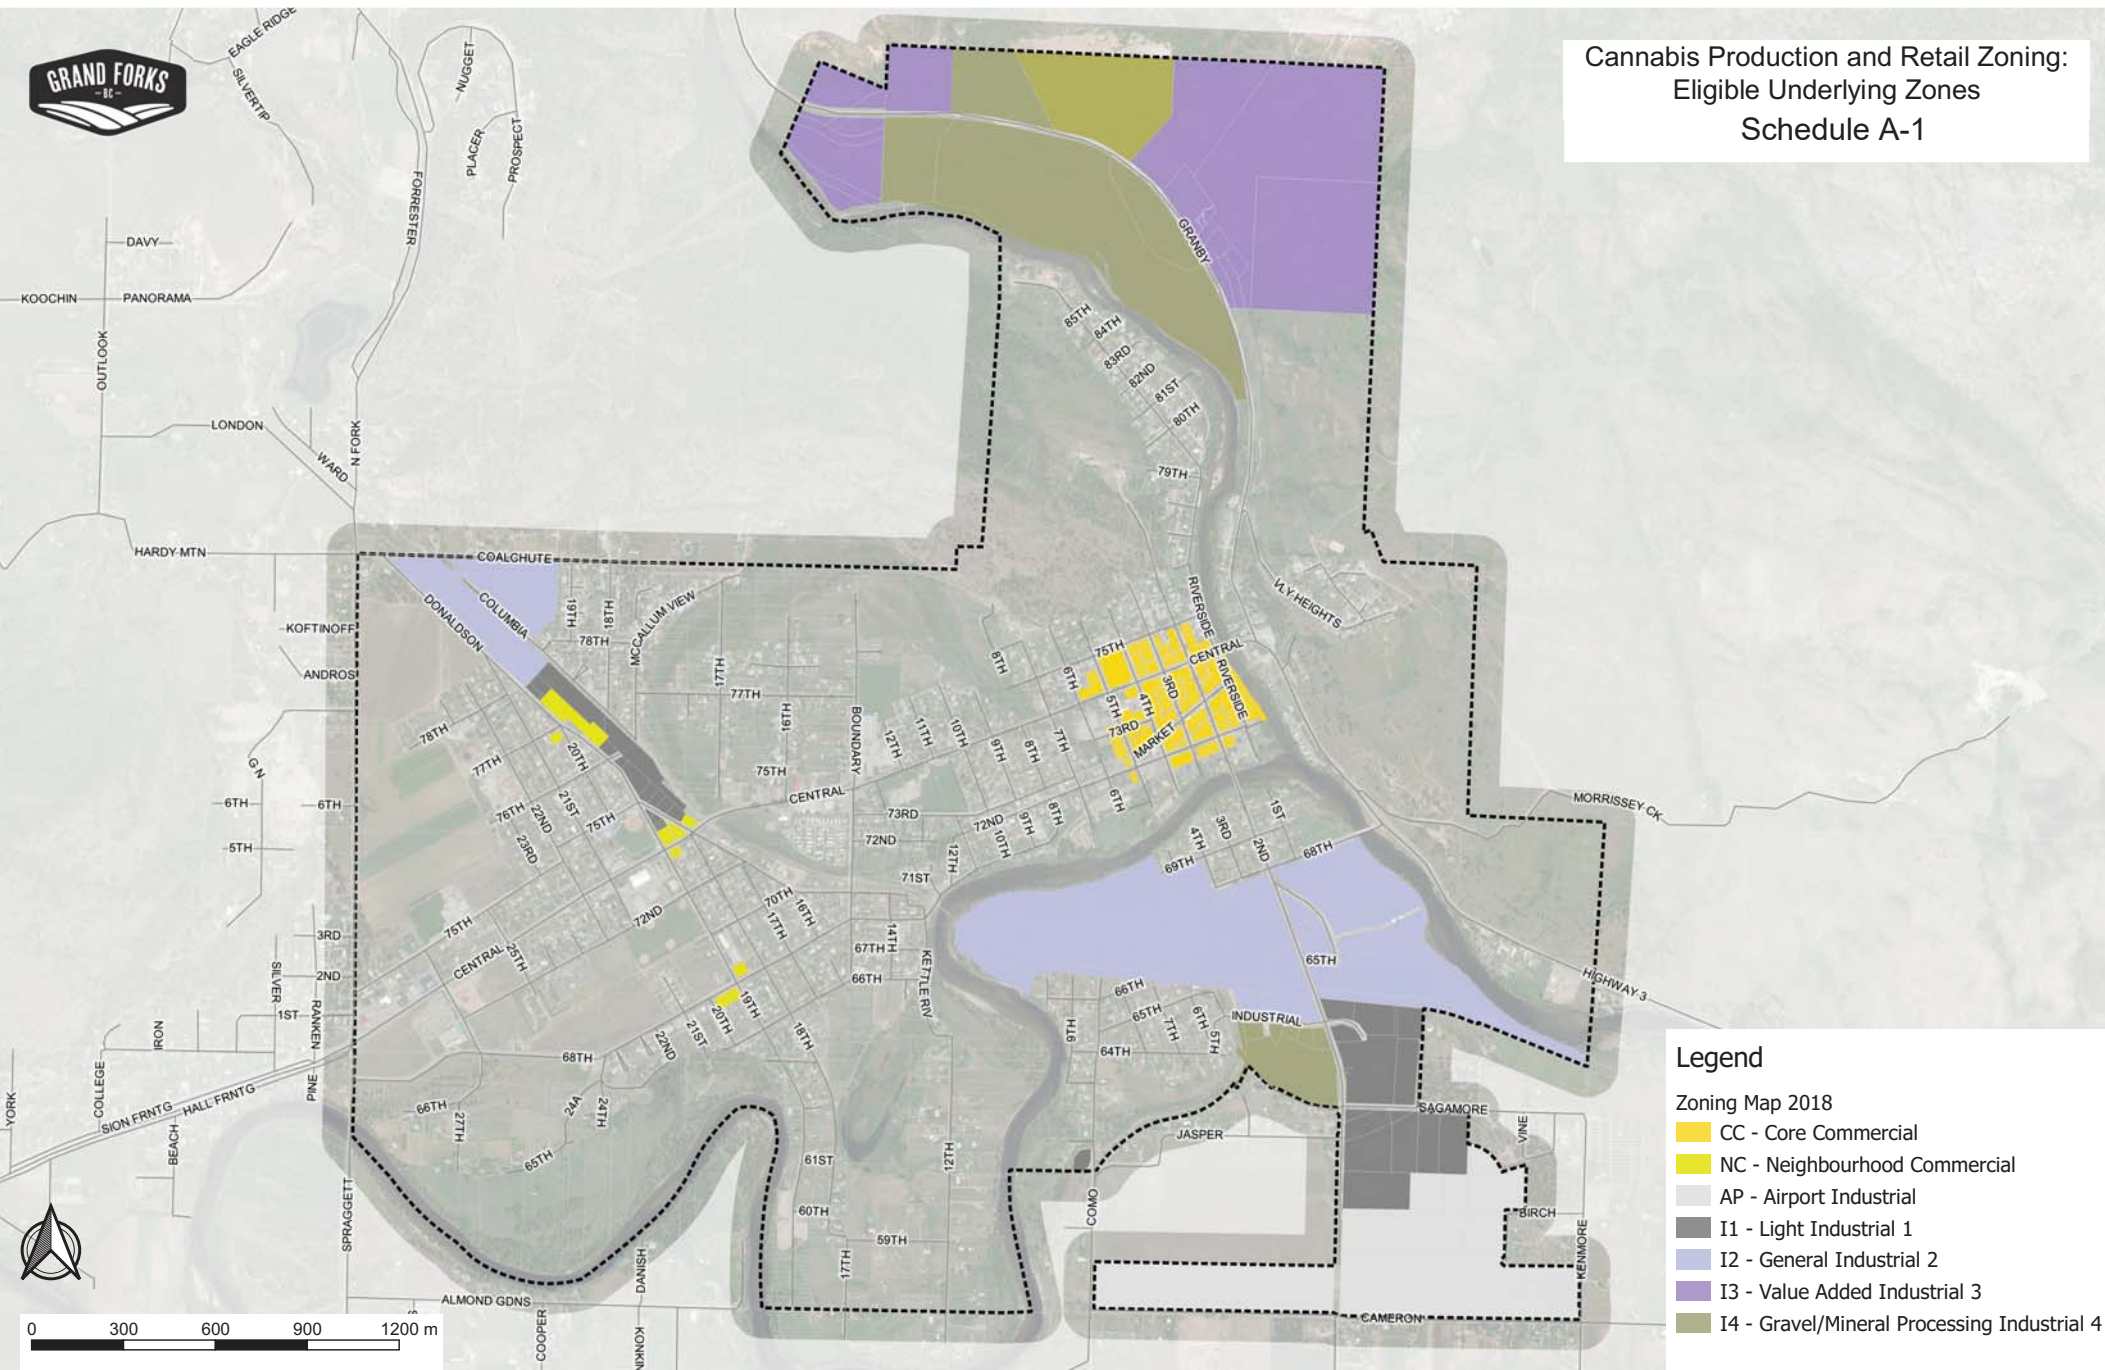 GRAND FORKS
- BC -
Cannabis Production and Retail Zoning:
Eligible Underlying Zones
Schedule A-1
EAGLE RIDGE
SILVERTIP
NUGGET
PLACER
PROSPECT
FORRESTER
DAVY
KOOCHIN
PANORAMA
OUTLOOK
LONDON
WARD
N FORK
HARDY MTN
COALCHUTE
GRANBY
85TH
84TH
83RD
82ND
81ST
80TH
79TH
KOFTINOFF
ANDROS
DONALDSON
COLUMBIA
19TH
18TH
78TH
MCCALLUM VIEW
17TH
77TH
16TH
75TH
BOUNDARY
CENTRAL
12TH
11TH
10TH
9TH
8TH
7TH
8TH
6TH
75TH
RIVERSIDE
CENTRAL
VLY HEIGHTS
5TH
4TH
3RD
RIVERSIDE
73RD
MARKET
6TH
G N
6TH
6TH
5TH
78TH
77TH
20TH
76TH
22ND
21ST
75TH
23RD
73RD
72ND
72ND
10TH
9TH
8TH
12TH
71ST
1ST
3RD
4TH
2ND
69TH
68TH
MORRISSEY CK
HIGHWAY 3
3RD
2ND
1ST
SILVER
RANKEN
PINE
75TH
CENTRAL
25TH
72ND
70TH
16TH
17TH
14TH
67TH
66TH
KETTLE RIV
65TH
66TH
65TH
7TH
6TH
5TH
INDUSTRIAL
64TH
6TH
19TH
20TH
21ST
22ND
18TH
68TH
IRON
COLLEGE
YORK
BEACH
SION FRNTG
HALL FRNTG
66TH
27TH
24A
24TH
65TH
61ST
60TH
59TH
17TH
12TH
JASPER
COMO
SAGAMORE
VINE
BIRCH
KENMORE
CAMERON
SPRAGGETT
ALMOND GDNS
COOPER
DANISH
KONKIN
S
0 300 600 900 1200 m
Legend
Zoning Map 2018
CC - Core Commercial
NC - Neighbourhood Commercial
AP - Airport Industrial
I1 - Light Industrial 1
I2 - General Industrial 2
I3 - Value Added Industrial 3
I4 - Gravel/Mineral Processing Industrial 4